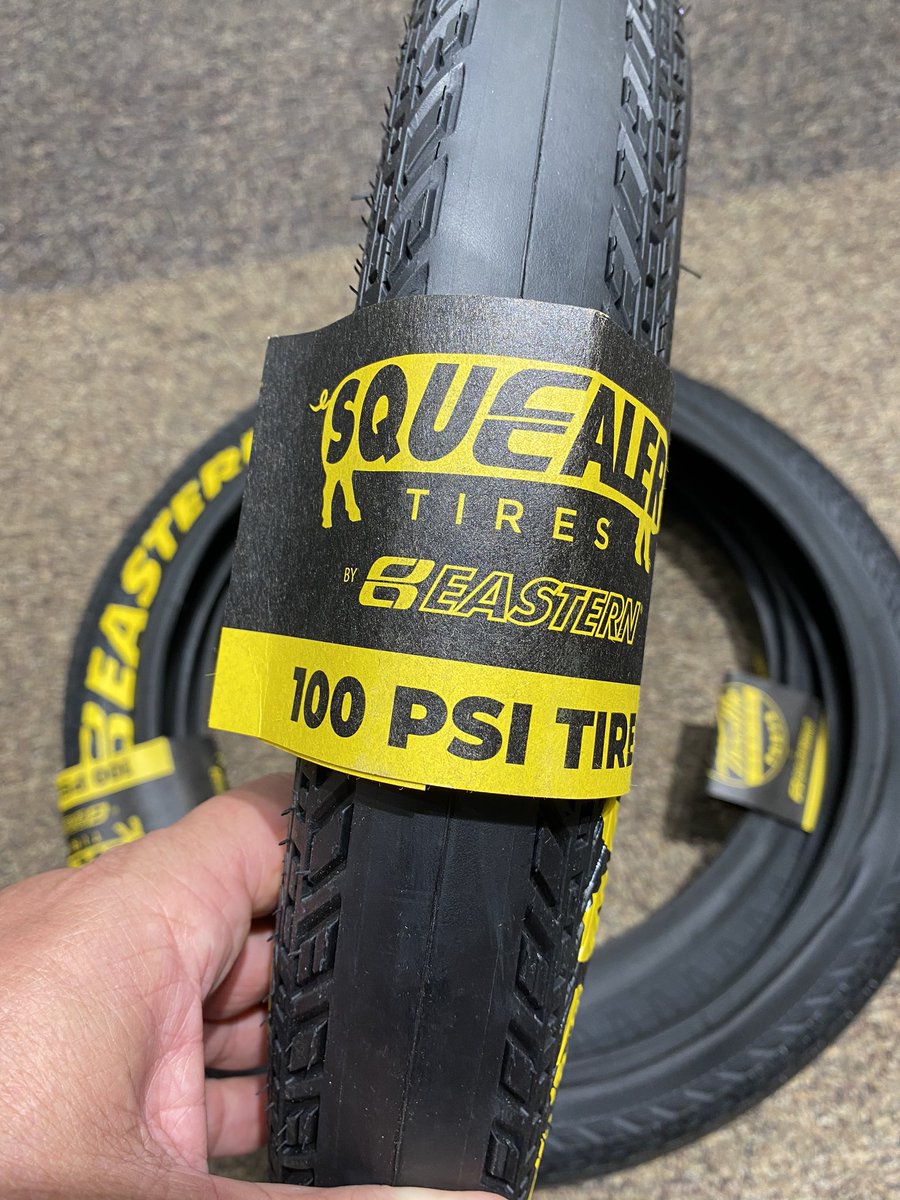 SQUEALER
TIRES
BY EASTERN
100 PSI TIRE
EASTERN